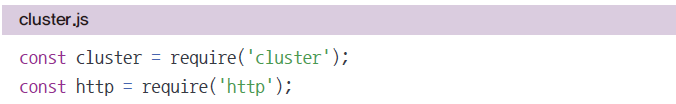 cluster.js
const cluster = require('cluster');
const http = require('http');